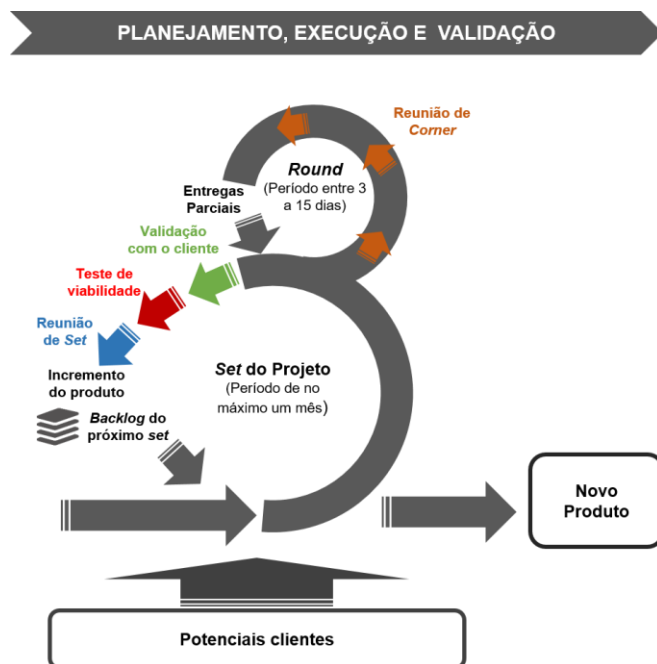 PLANEJAMENTO, EXECUÇÃO E VALIDAÇÃO
Reunião de
Corner
Round
(Período entre 3
a 15 dias)
Entregas
Parciais
Validação
com o cliente
Teste de
viabilidade
Reunião
de Set
Incremento
do produto
Set do Projeto
(Período de no
máximo um mês)
Backlog do
próximo set
Novo
Produto
Potenciais clientes